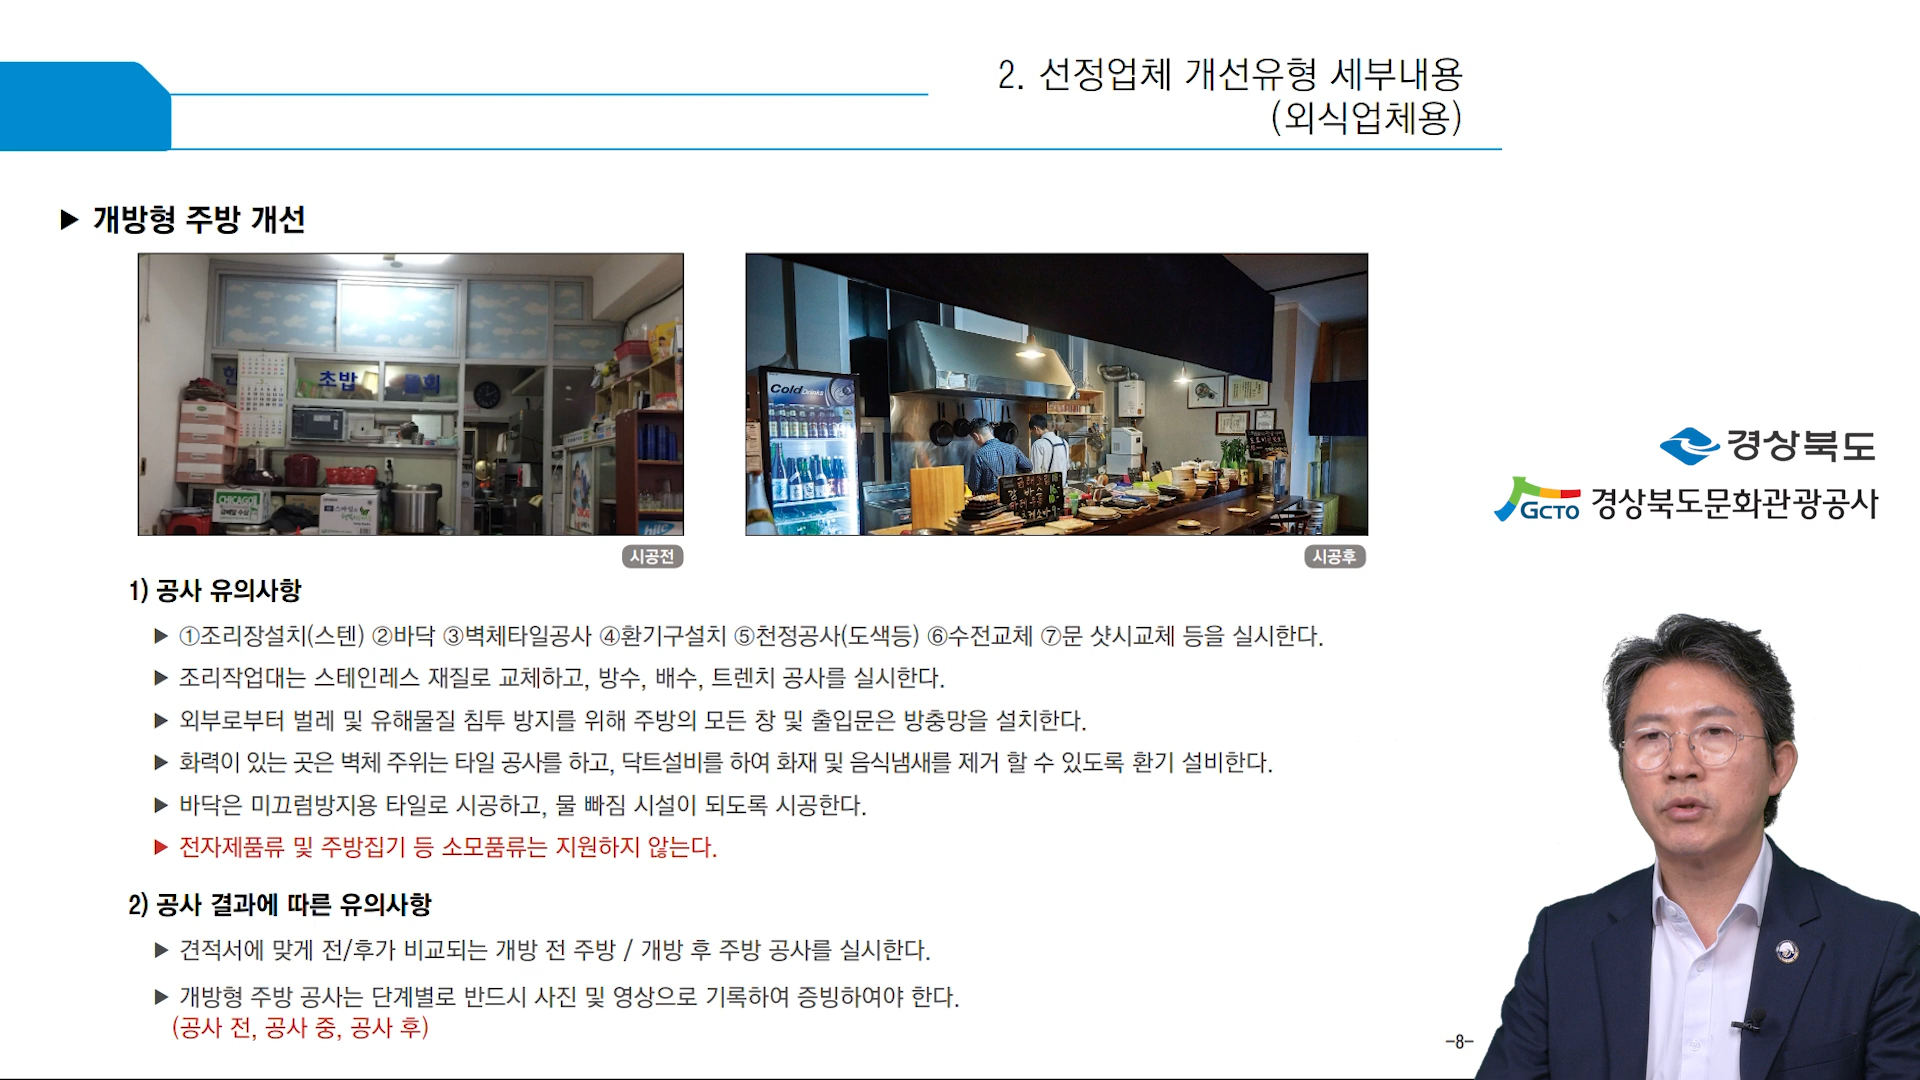 2. 선정업체 개선유형 세부내용
(외식업체용)
▶ 개방형 주방 개선
초밥
물회
CHICAGO
Cold Drinks
시공전
시공후
1) 공사 유의사항
▶ ①조리장설치(스텐) ②바닥 ③벽체타일공사 ④환기구설치 ⑤천정공사(도색등) ⑥수전교체 ⑦문 샷시교체 등을 실시한다.
▶ 조리작업대는 스테인레스 재질로 교체하고, 방수, 배수, 트렌치 공사를 실시한다.
▶ 외부로부터 벌레 및 유해물질 침투 방지를 위해 주방의 모든 창 및 출입문은 방충망을 설치한다.
▶ 화력이 있는 곳은 벽체 주위는 타일 공사를 하고, 닥트설비를 하여 화재 및 음식냄새를 제거 할 수 있도록 환기 설비한다.
▶ 바닥은 미끄럼방지용 타일로 시공하고, 물 빠짐 시설이 되도록 시공한다.
▶ 전자제품류 및 주방집기 등 소모품류는 지원하지 않는다.
2) 공사 결과에 따른 유의사항
▶ 견적서에 맞게 전/후가 비교되는 개방 전 주방 / 개방 후 주방 공사를 실시한다.
▶ 개방형 주방 공사는 단계별로 반드시 사진 및 영상으로 기록하여 증빙하여야 한다.
(공사 전, 공사 중, 공사 후)
-8-
경상북도
GCTO 경상북도문화관광공사